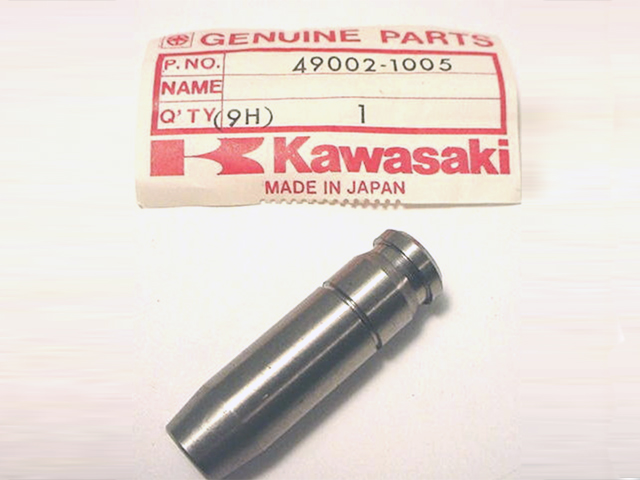 GENUINE PARTS
P. NO. 49002-1005
NAME
Q'TY (9H) 1
Kawasaki
MADE IN JAPAN